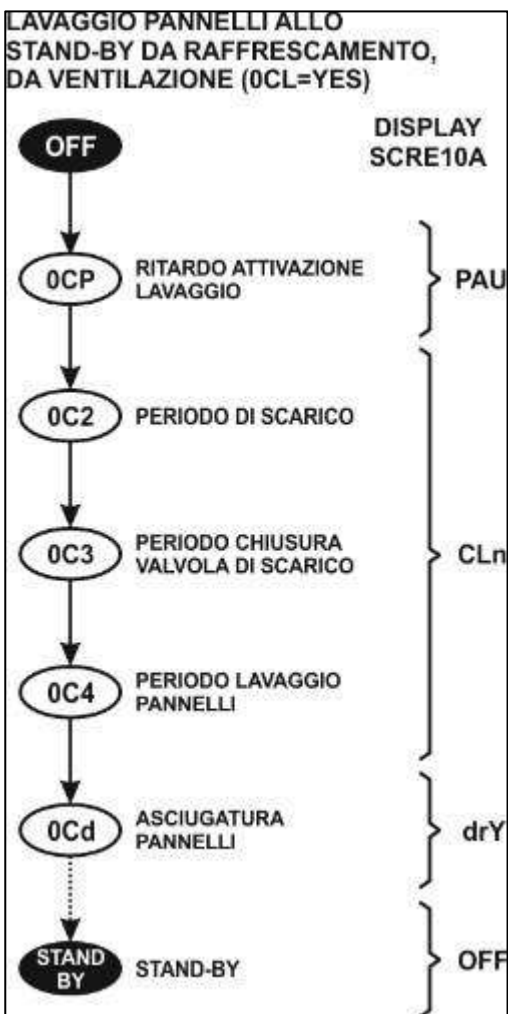 LAVAGGIO PANNELLI ALLO
STAND-BY DA RAFFRESCAMENTO,
DA VENTILAZIONE (0CL=YES)
OFF
DISPLAY
SCRE10A
0CP
RITARDO ATTIVAZIONE
LAVAGGIO
PAU
0C2
PERIODO DI SCARICO
0C3
PERIODO CHIUSURA
VALVOLA DI SCARICO
CLn
0C4
PERIODO LAVAGGIO
PANNELLI
0Cd
ASCIUGATURA
PANNELLI
drY
STAND
BY
STAND-BY
OFF